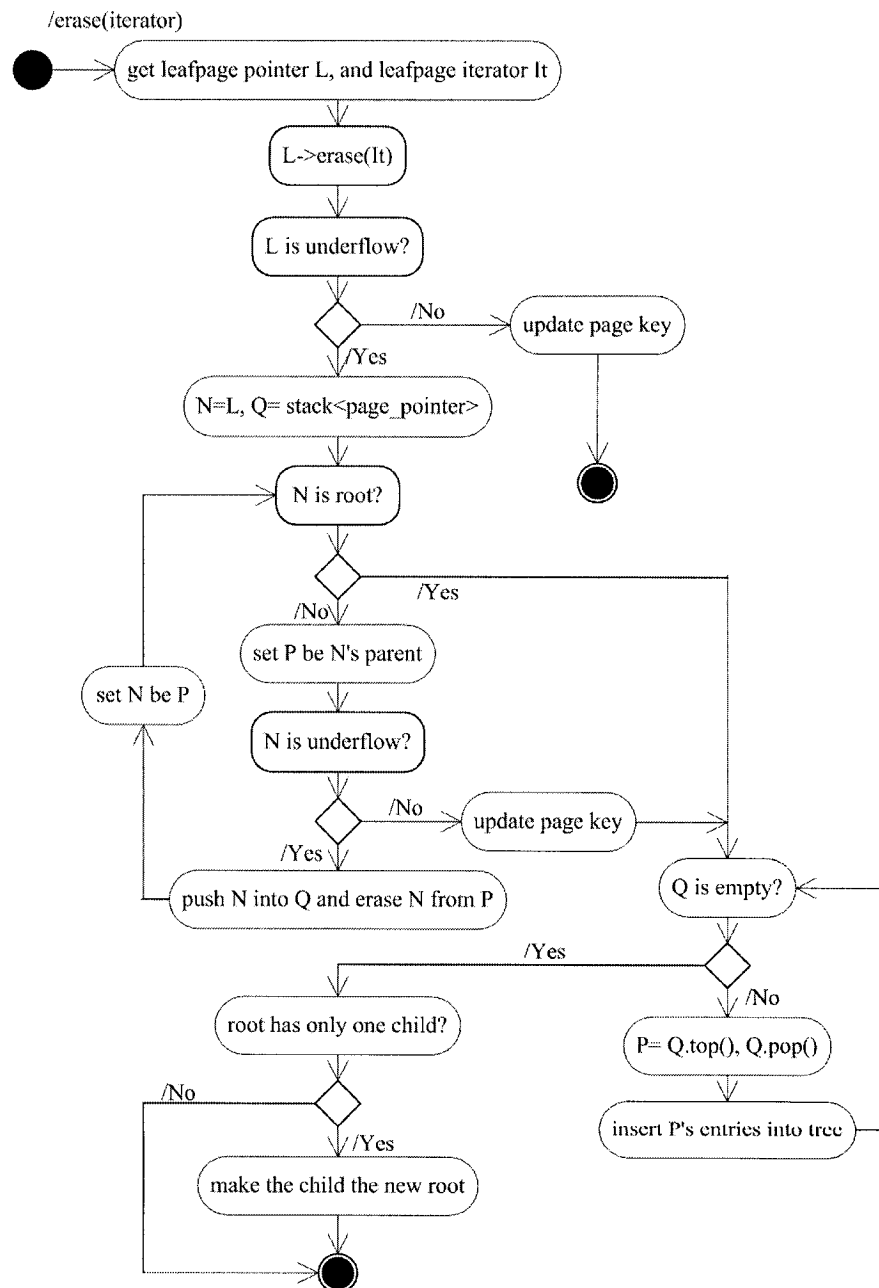 /erase(iterator)
get leafpage pointer L, and leafpage iterator It
L->erase(It)
L is underflow?
/No
update page key
/Yes
N=L, Q= stack<page_pointer>
N is root?
/Yes
/No
set P be N's parent
set N be P
N is underflow?
/No
update page key
/Yes
push N into Q and erase N from P
Q is empty?
/Yes
/No
root has only one child?
P= Q.top(), Q.pop()
/No
insert P's entries into tree
/Yes
make the child the new root